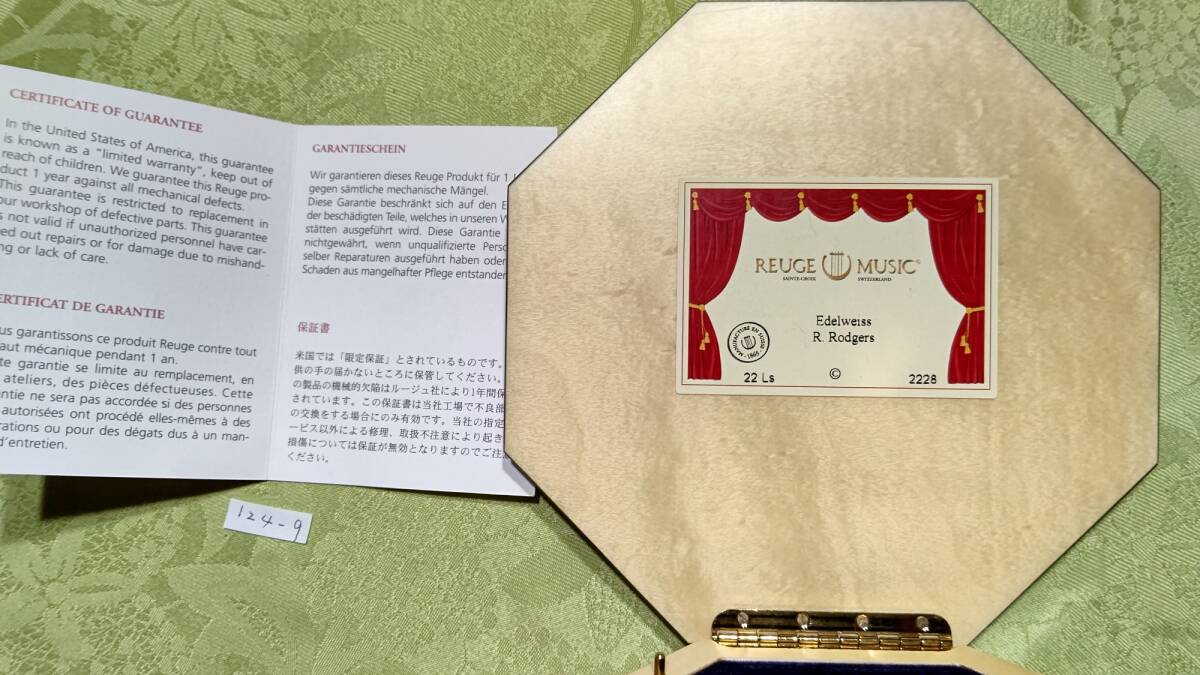 CERTIFICATE OF GUARANTEE
In the United States of America, this guarantee
is known as a "limited warranty", keep out of
reach of children. We guarantee this Reuge pro-
duct 1 year against all mechanical defects.
This guarantee is restricted to replacement in
our workshop of defective parts. This guarantee
s not valid if unauthorized personnel have car-
ed out repairs or for damage due to mishand-
ng or lack of care.
ERTIFICAT DE GARANTIE
us garantissons ce produit Reuge contre tout
aut mécanique pendant 1 an.
te garantie se limite au remplacement, en
ateliers, des pièces défectueuses. Cette
antie ne sera pas accordée si des personnes
autorisées ont procédé elles-mêmes à des
rations ou pour des dégats dus à un man-
d'entretien.
GARANTIESCHEIN
Wir garantieren dieses Reuge Produkt für 1
gegen sämtliche mechanische Mängel.
Diese Garantie beschränkt sich auf den E
der beschädigten Teile, welches in unseren W
stätten ausgeführt wird. Diese Garantie
nichtgewährt, wenn unqualifizierte Perso
selber Reparaturen ausgeführt haben oder
Schaden aus mangelhafter Pflege entstanden
保証書
米国では「限定保証」とされているものです。
供の手の届かないところに保管してください。
の製品の機械的欠陥はルージュ社により1年間保
されています。この保証書は当社工場で不良部
の交換をする場合にのみ有効です。当社の指定
ービス以外による修理、取扱不注意により起き
損傷については保証が無効となりますのでご注意
ください。
124-9
REUGE MUSIC
SAINTE-CROIX SWITZERLAND
Edelweiss
R. Rodgers
MANUFACTURE EN SUISSE
1865
22 Ls © 2228